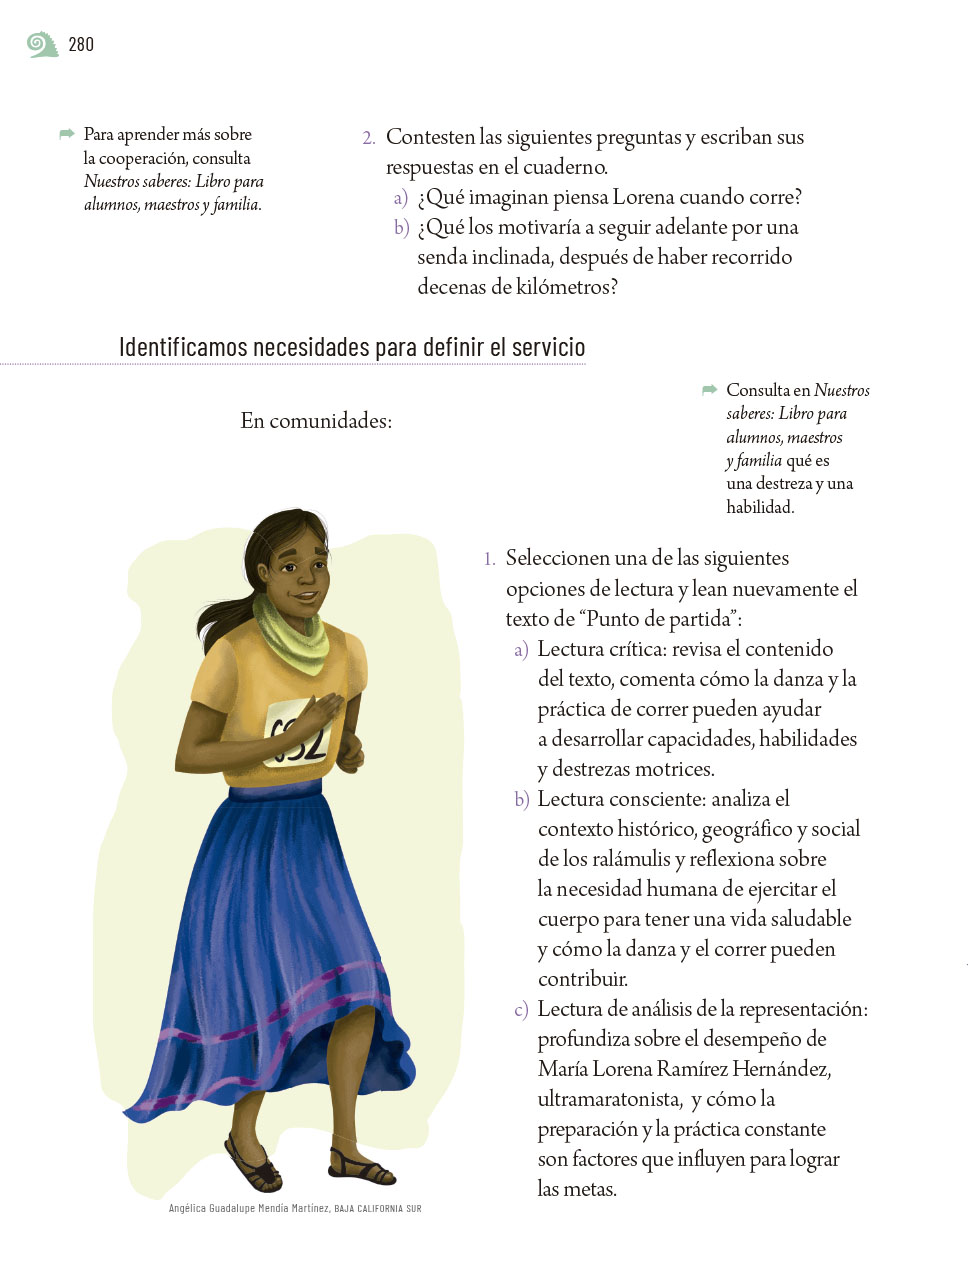 280
Para aprender más sobre
la cooperación, consulta
Nuestros saberes: Libro para
alumnos, maestros y familia.
2. Contesten las siguientes preguntas y escriban sus
respuestas en el cuaderno.
a) ¿Qué imaginan piensa Lorena cuando corre?
b) ¿Qué los motivaría a seguir adelante por una
senda inclinada, después de haber recorrido
decenas de kilómetros?
Identificamos necesidades para definir el servicio
Consulta en Nuestros
saberes: Libro para
alumnos, maestros
y familia qué es
una destreza y una
habilidad.
En comunidades:
1. Seleccionen una de las siguientes
opciones de lectura y lean nuevamente el
texto de “Punto de partida”:
a) Lectura crítica: revisa el contenido
del texto, comenta cómo la danza y la
práctica de correr pueden ayudar
a desarrollar capacidades, habilidades
y destrezas motrices.
b) Lectura consciente: analiza el
contexto histórico, geográfico y social
de los ralámulis y reflexiona sobre
la necesidad humana de ejercitar el
cuerpo para tener una vida saludable
y cómo la danza y el correr pueden
contribuir.
c) Lectura de análisis de la representación:
profundiza sobre el desempeño de
María Lorena Ramírez Hernández,
ultramaratonista, y cómo la
preparación y la práctica constante
son factores que influyen para lograr
las metas.
Angélica Guadalupe Mendía Martínez, BAJA CALIFORNIA SUR